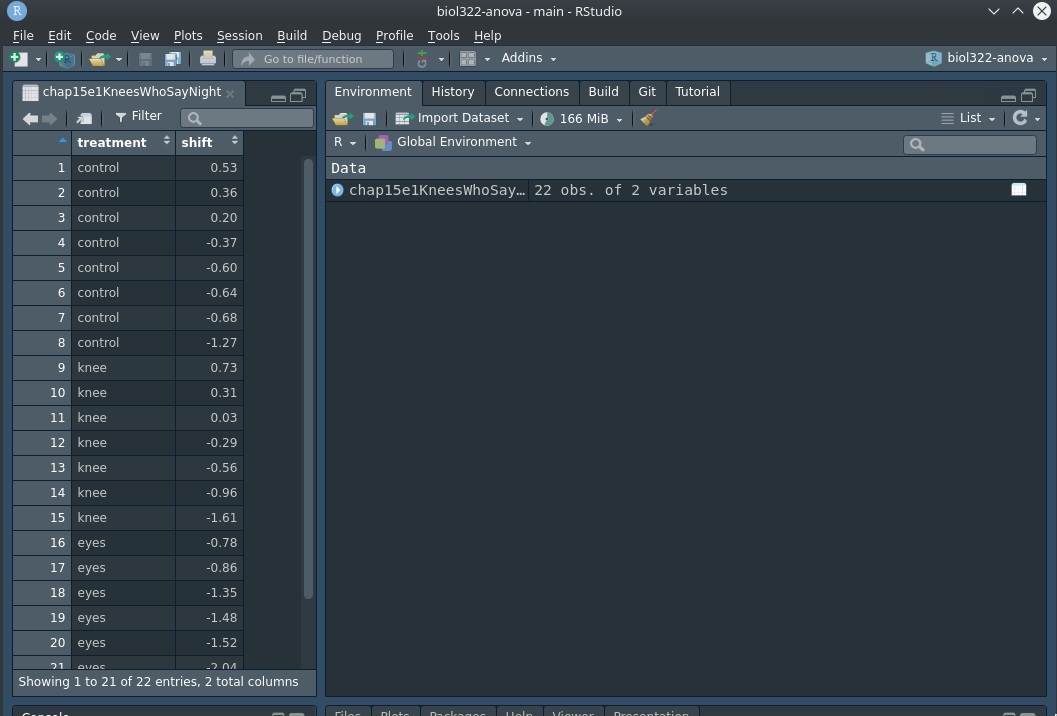 R biol322-anova - main - RStudio
File Edit Code View Plots Session Build Debug Profile Tools Help
Go to file/function Addins R biol322-anova
chap15e1KneesWhoSayNight
Filter
treatment shift
1 control 0.53
2 control 0.36
3 control 0.20
4 control -0.37
5 control -0.60
6 control -0.64
7 control -0.68
8 control -1.27
9 knee 0.73
10 knee 0.31
11 knee 0.03
12 knee -0.29
13 knee -0.56
14 knee -0.96
15 knee -1.61
16 eyes -0.78
17 eyes -0.86
18 eyes -1.35
19 eyes -1.48
20 eyes -1.52
21 eyes -2.04
Showing 1 to 21 of 22 entries, 2 total columns
Console
Environment History Connections Build Git Tutorial
Import Dataset 166 MiB List
R Global Environment
Data
chap15e1KneesWhoSay… 22 obs. of 2 variables
Files Plots Packages Help Viewer Presentation